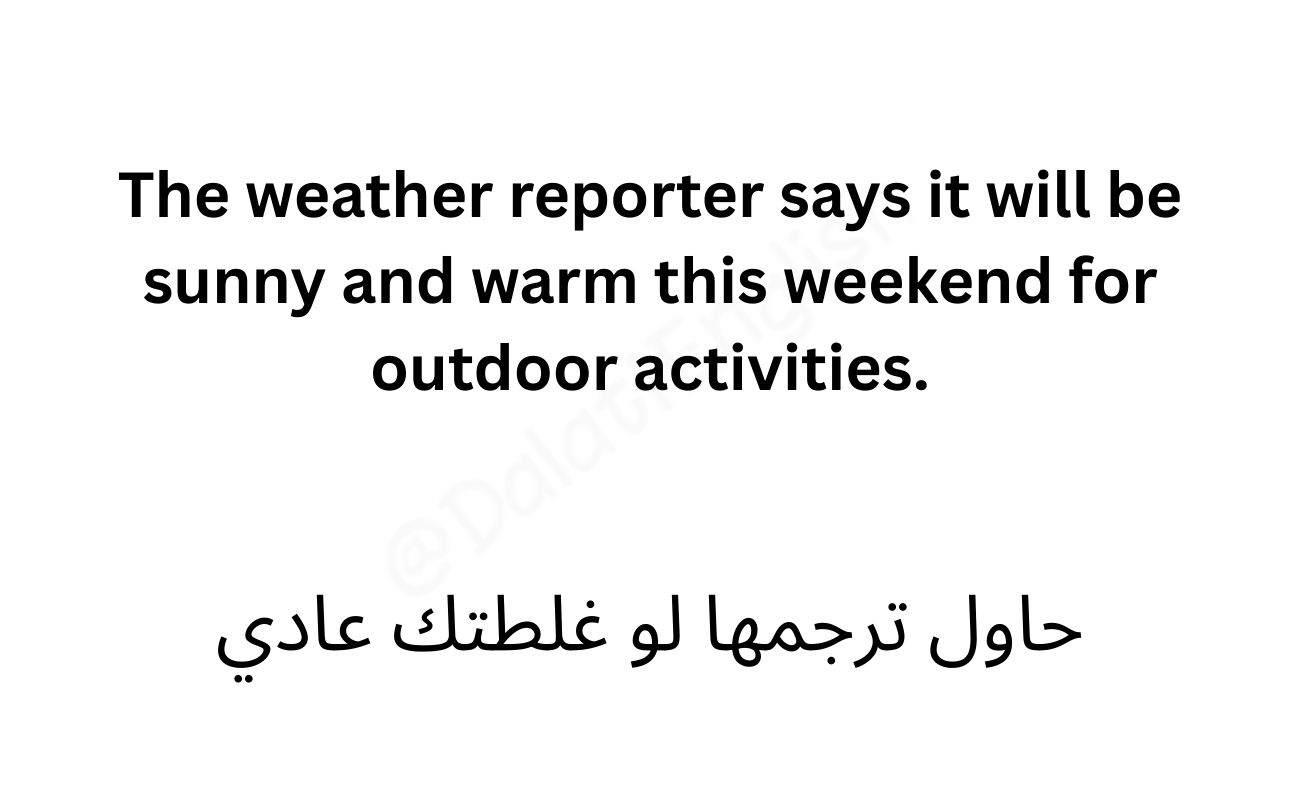 The weather reporter says it will be
sunny and warm this weekend for
outdoor activities.
@DalatEnglish
حاول ترجمها لو غلطتك عادي